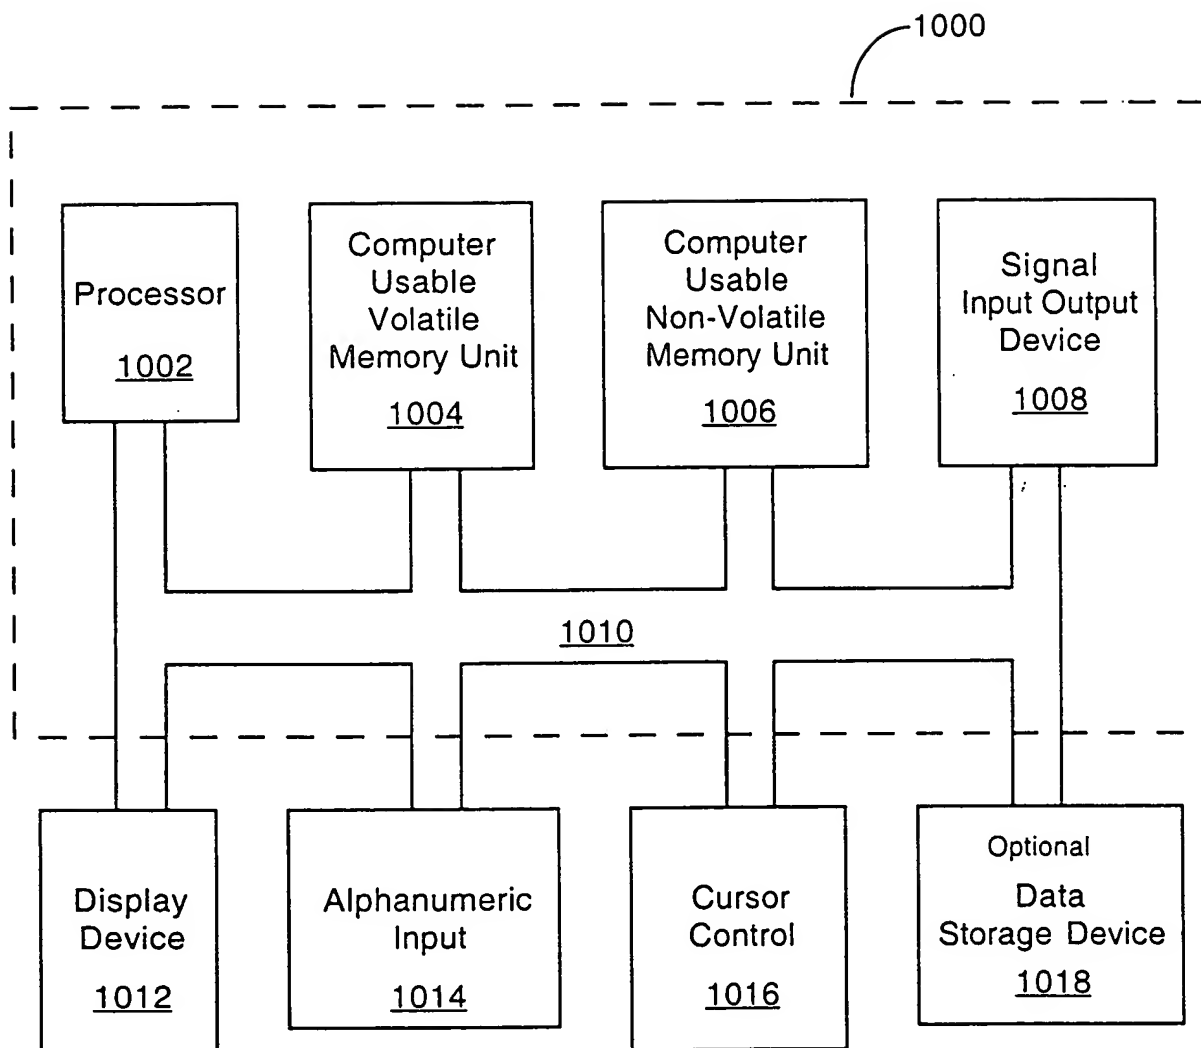 1000
Processor
1002
Computer
Usable
Volatile
Memory Unit
1004
Computer
Usable
Non-Volatile
Memory Unit
1006
Signal
Input Output
Device
1008
1010
Display
Device
1012
Alphanumeric
Input
1014
Cursor
Control
1016
Optional
Data
Storage Device
1018